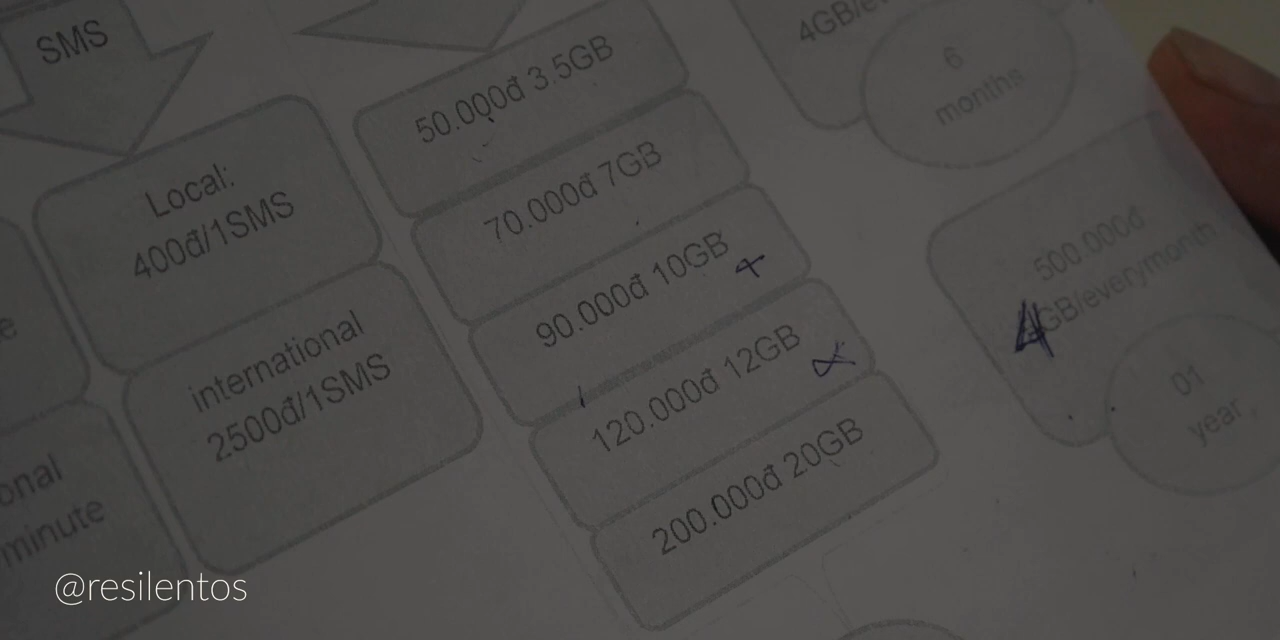 SMS
Local:
400đ/1SMS
international
2500đ/1SMS
onal
minute
50.000đ 3.5GB
70.000đ 7GB
90.000đ 10GB
120.000đ 12GB
200.000đ 20GB
6
months
500.000đ
4GB/everymonth
01
year
@resilentos